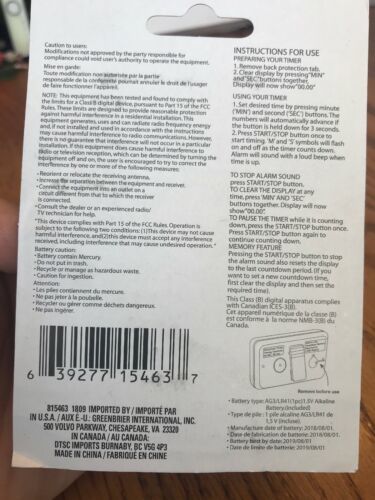 Caution to users:
Modifications not approved by the party responsible for
compliance could void user's authority to operate the equipment.
Mise en garde:
Toute modification non autorisée par la partie
responsable de la conformité pourrait annuler le droit de l'usager
de faire fonctionner l'appareil.
NOTE: This equipment has been tested and found to comply with
the limits for a Class B digital device, pursuant to Part 15 of the FCC
Rules. These limits are designed to provide reasonable protection
against harmful interference in a residential installation. This
equipment generates, uses and can radiate radio frequency energy
and, if not installed and used in accordance with the instructions
may cause harmful interference to radio communications. However,
there is no guarantee that interference will not occur in a particular
installation. If this equipment does cause harmful interference to
radio or television reception, which can be determined by turning the
equipment off and on, the user is encouraged to try to correct the
interference by one or more of the following measures:
• Reorient or relocate the receiving antenna,
• Increase the separation between the equipment and receiver.
• Connect the equipment into an outlet on a
circuit different from that to which the receiver
is connected.
• Consult the dealer or an experienced radio/
TV technician for help.
"This device complies with Part 15 of the FCC Rules. Operation is
subject to the following two conditions: (1)This device may not cause
harmful interference, and(2)this device must accept any interference
received, including interference that may cause undesired operation."
Battery caution:
• Battery contain Mercury.
• Do not put in trash.
• Recycle or manage as hazardous waste.
• Caution for ingestion.
Attention:
• Les piles contiennent du mercure.
• Ne pas jeter à la poubelle.
• Recyclez ou gérer comme déchets dangereux.
• Ne pas ingérer.
6 39277 15463 7
815463 1809 IMPORTED BY / IMPORTÉ PAR
IN U.S.A. / AUX É.-U.: GREENBRIER INTERNATIONAL, INC.
500 VOLVO PARKWAY, CHESAPEAKE, VA 23320
IN CANADA / AU CANADA:
DTSC IMPORTS BURNABY, BC V5G 4P3
MADE IN CHINA / FABRIQUÉ EN CHINE
INSTRUCTIONS FOR USE
PREPARING YOUR TIMER
1. Remove back protection tab.
2. Clear display by pressing"MIN"
and "SEC"buttons together.
Display will now show"00.00"
USING YOUR TIMER
1. Set desired time by pressing minute
('MIN') and second ('SEC') buttons. The
numbers will automatically advance if
the button is held down for 3 seconds.
2. Press START/STOP button once to
start timing. 'M' and 'S' symbols will flash
on and off as the timer counts down.
Alarm will sound with a loud beep when
time is up.
TO STOP ALARM SOUND
press START/STOP button.
TO CLEAR THE DISPLAY at any
time, press 'MIN' AND 'SEC'
buttons together. Display will now
show"00.00".
TO PAUSE THE TIMER while it is counting
down, press the START/STOP button once.
Press START/STOP button again to
continue counting down.
MEMORY FEATURE
Pressing the START/STOP button to stop
the alarm sound also resets the display
to the last countdown period. (If you
want to set a new countdown time,
first clear the display and then set the
required time).
This Class (B) digital apparatus complies
with Canadian ICES-3(B).
Cet appareil numérique de la classe (B)
est conforme à la norme NMB-3(B) du
Canada.
Remove before use
• Battery type: AG3/LR41(1pc)1.5V Alkaline
Battery.(included)
• Type de pile : 1 pile alcaline AG3/LR41 de
1,5 V (incluse).
• Manufacture date of battery: 2018/08/01.
• Date de fabrication de batterie: 2018/08/01.
• Battery best by date: 2019/08/01
• Date de limite de batterie: 2019/08/01